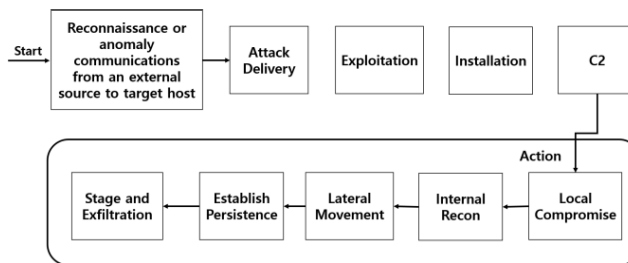 Start
Reconnaissance or
anomaly
communications
from an external
source to target host
Attack
Delivery
Exploitation
Installation
C2
Action
Stage and
Exfiltration
Establish
Persistence
Lateral
Movement
Internal
Recon
Local
Compromise